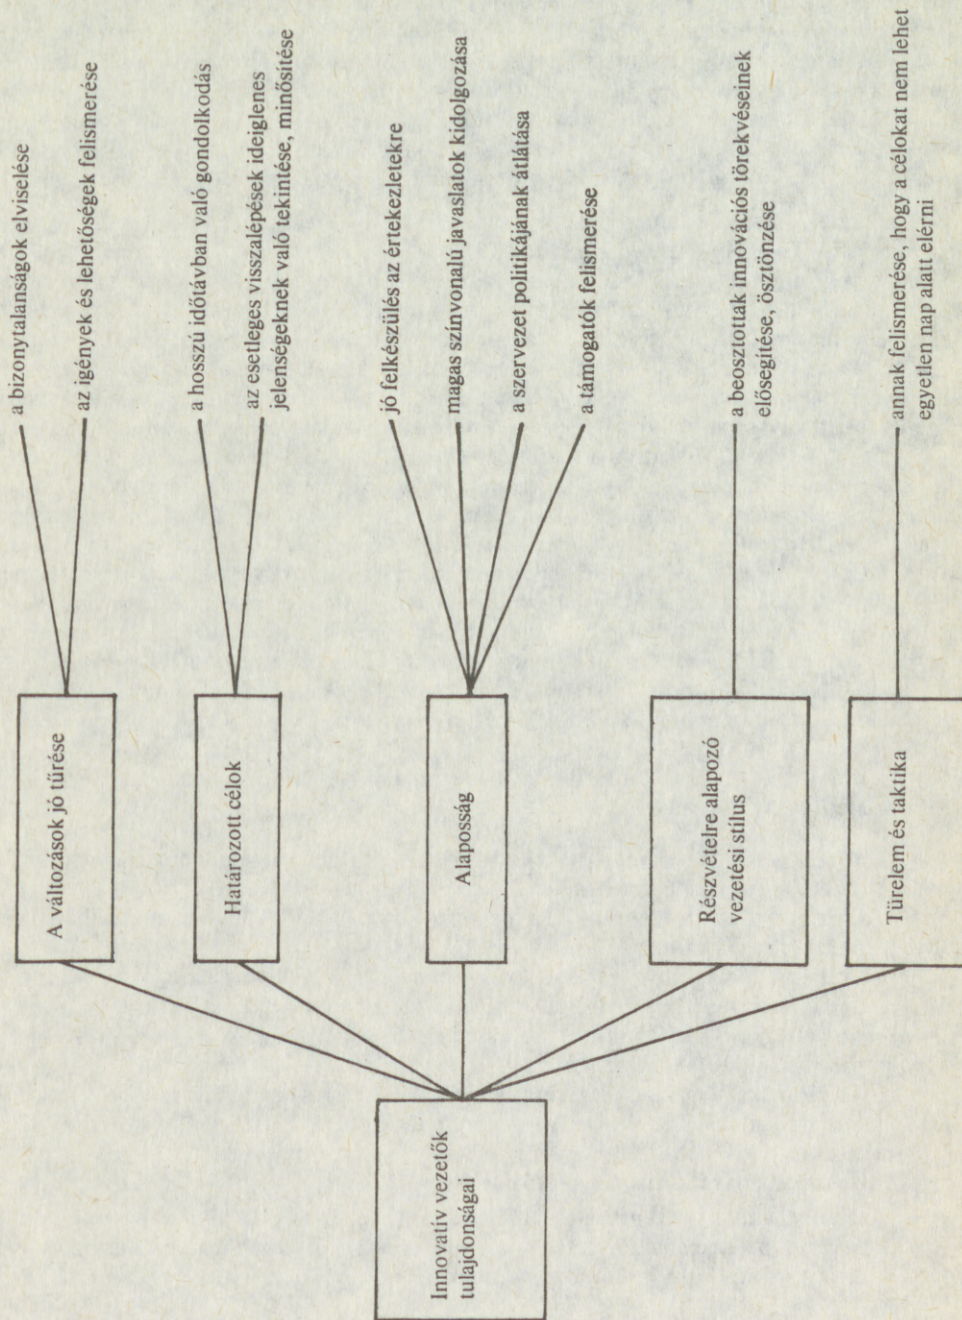 Innovatív vezetők
tulajdonságai
A változások jó tűrése
a bizonytalanságok elviselése
az igények és lehetőségek felismerése
Határozott célok
a hosszú időtávban való gondolkodás
az esetleges visszalépések ideiglenes
jelenségeknek való tekintése, minősítése
Alaposság
jó felkészülés az értekezletekre
magas színvonalú javaslatok kidolgozása
a szervezet politikájának átlátása
a támogatók felismerése
Részvételre alapozó
vezetési stílus
a beosztottak innovációs törekvéseinek
elősegítése, ösztönzése
Türelem és taktika
annak felismerése, hogy a célokat nem lehet
egyetlen nap alatt elérni